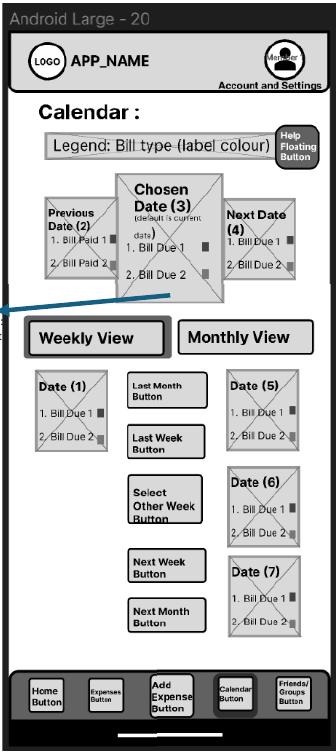 Android Large - 20
LOGO
APP_NAME
Member
Account and Settings
Calendar :
Legend: Bill type (label colour)
Help
Floating
Button
Previous
Date (2)
1. Bill Paid 1
2. Bill Paid 2
Chosen
Date (3)
(default is current
date)
1. Bill Due 1
2. Bill Due 2
Next Date
(4)
1. Bill Due 1
2. Bill Due 2
Weekly View
Monthly View
Date (1)
1. Bill Due 1
2. Bill Due 2
Last Month
Button
Last Week
Button
Select
Other Week
Button
Next Week
Button
Next Month
Button
Date (5)
1. Bill Due 1
2. Bill Due 2
Date (6)
1. Bill Due 1
2. Bill Due 2
Date (7)
1. Bill Due 1
2. Bill Due 2
Home
Button
Expenses
Button
Add
Expense
Button
Calendar
Button
Friends/
Groups
Button